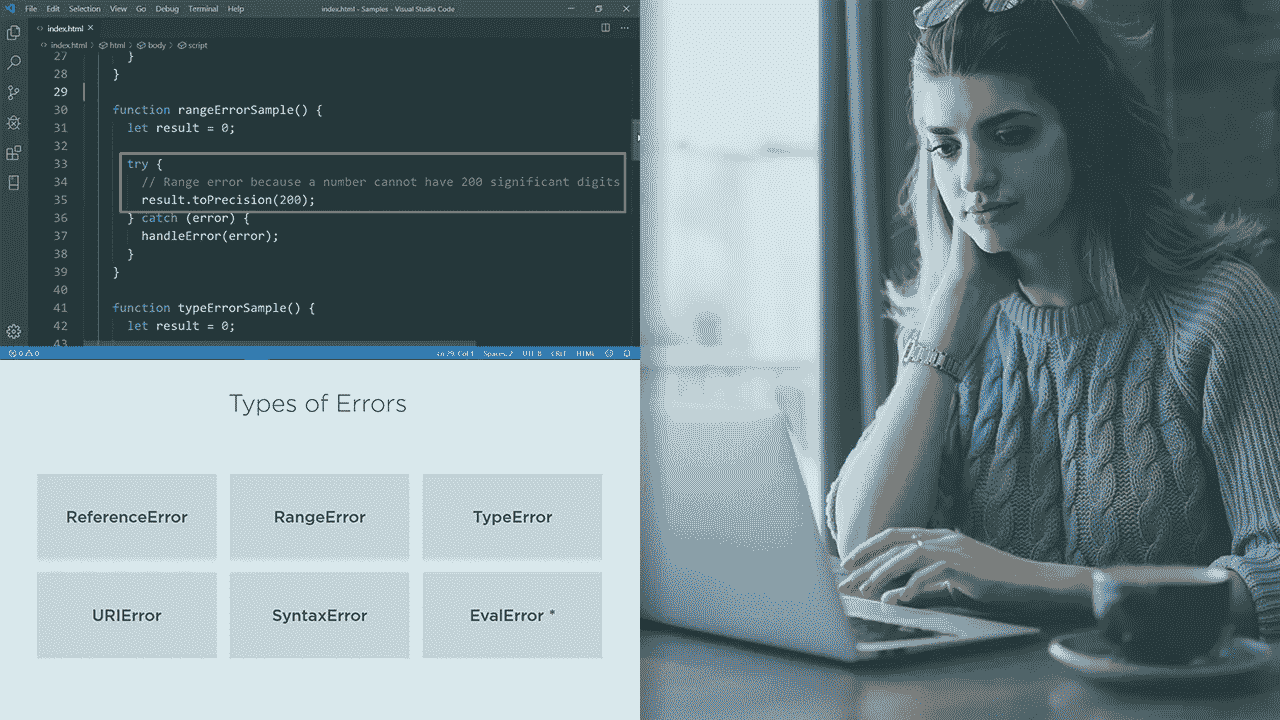 File Edit Selection View Go Debug Terminal Help index.html - Samples - Visual Studio Code
index.html
index.html html body script
27 }
28 }
29
30 function rangeErrorSample() {
31 let result = 0;
32
33 try {
34 // Range error because a number cannot have 200 significant digits
35 result.toPrecision(200);
36 } catch (error) {
37 handleError(error);
38 }
39 }
40
41 function typeErrorSample() {
42 let result = 0;
43
0 0 Ln 29, Col 1 Spaces: 2 UTF-8 CRLF HTML
Types of Errors
ReferenceError RangeError TypeError
URIError SyntaxError EvalError *